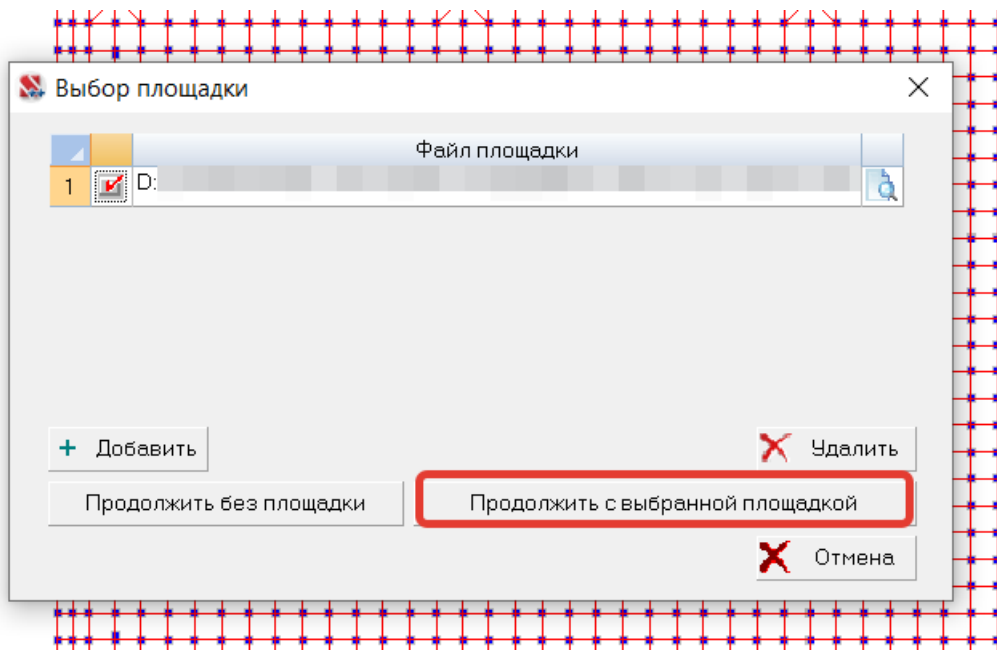 Выбор площадки
Файл площадки
1 D:
Добавить
Удалить
Продолжить без площадки
Продолжить с выбранной площадкой
Отмена